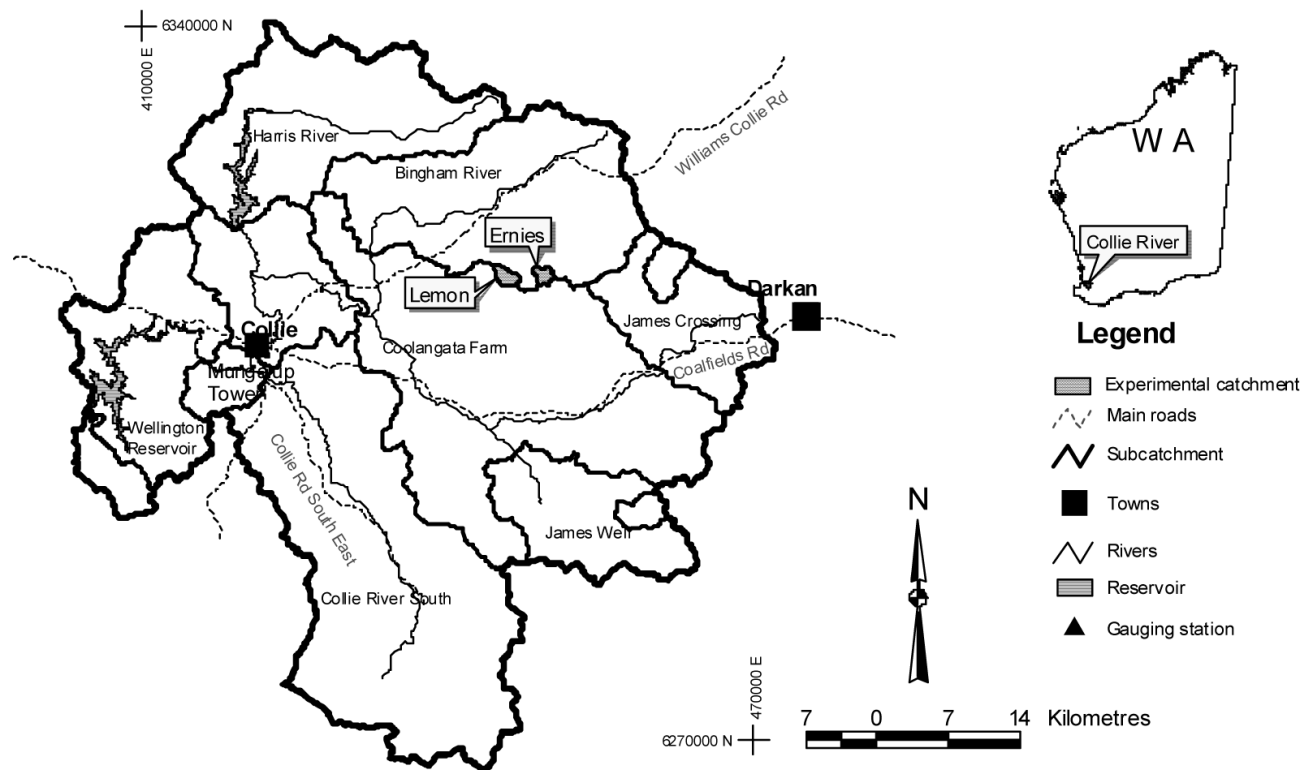 6340000 N
410000 E
Williams Collie Rd
Harris River
Bingham River
W A
Ernies
Collie River
Lemon
Darkan
James Crossing
Collie
Coolangata Farm
Coalfields Rd
Legend
Mungalup
Tower
Experimental catchment
Main roads
Wellington
Reservoir
Subcatchment
Collie Rd South East
N
Towns
James Weir
Rivers
Collie River South
Reservoir
Gauging station
470000 E
6270000 N
7 0 7 14 Kilometres